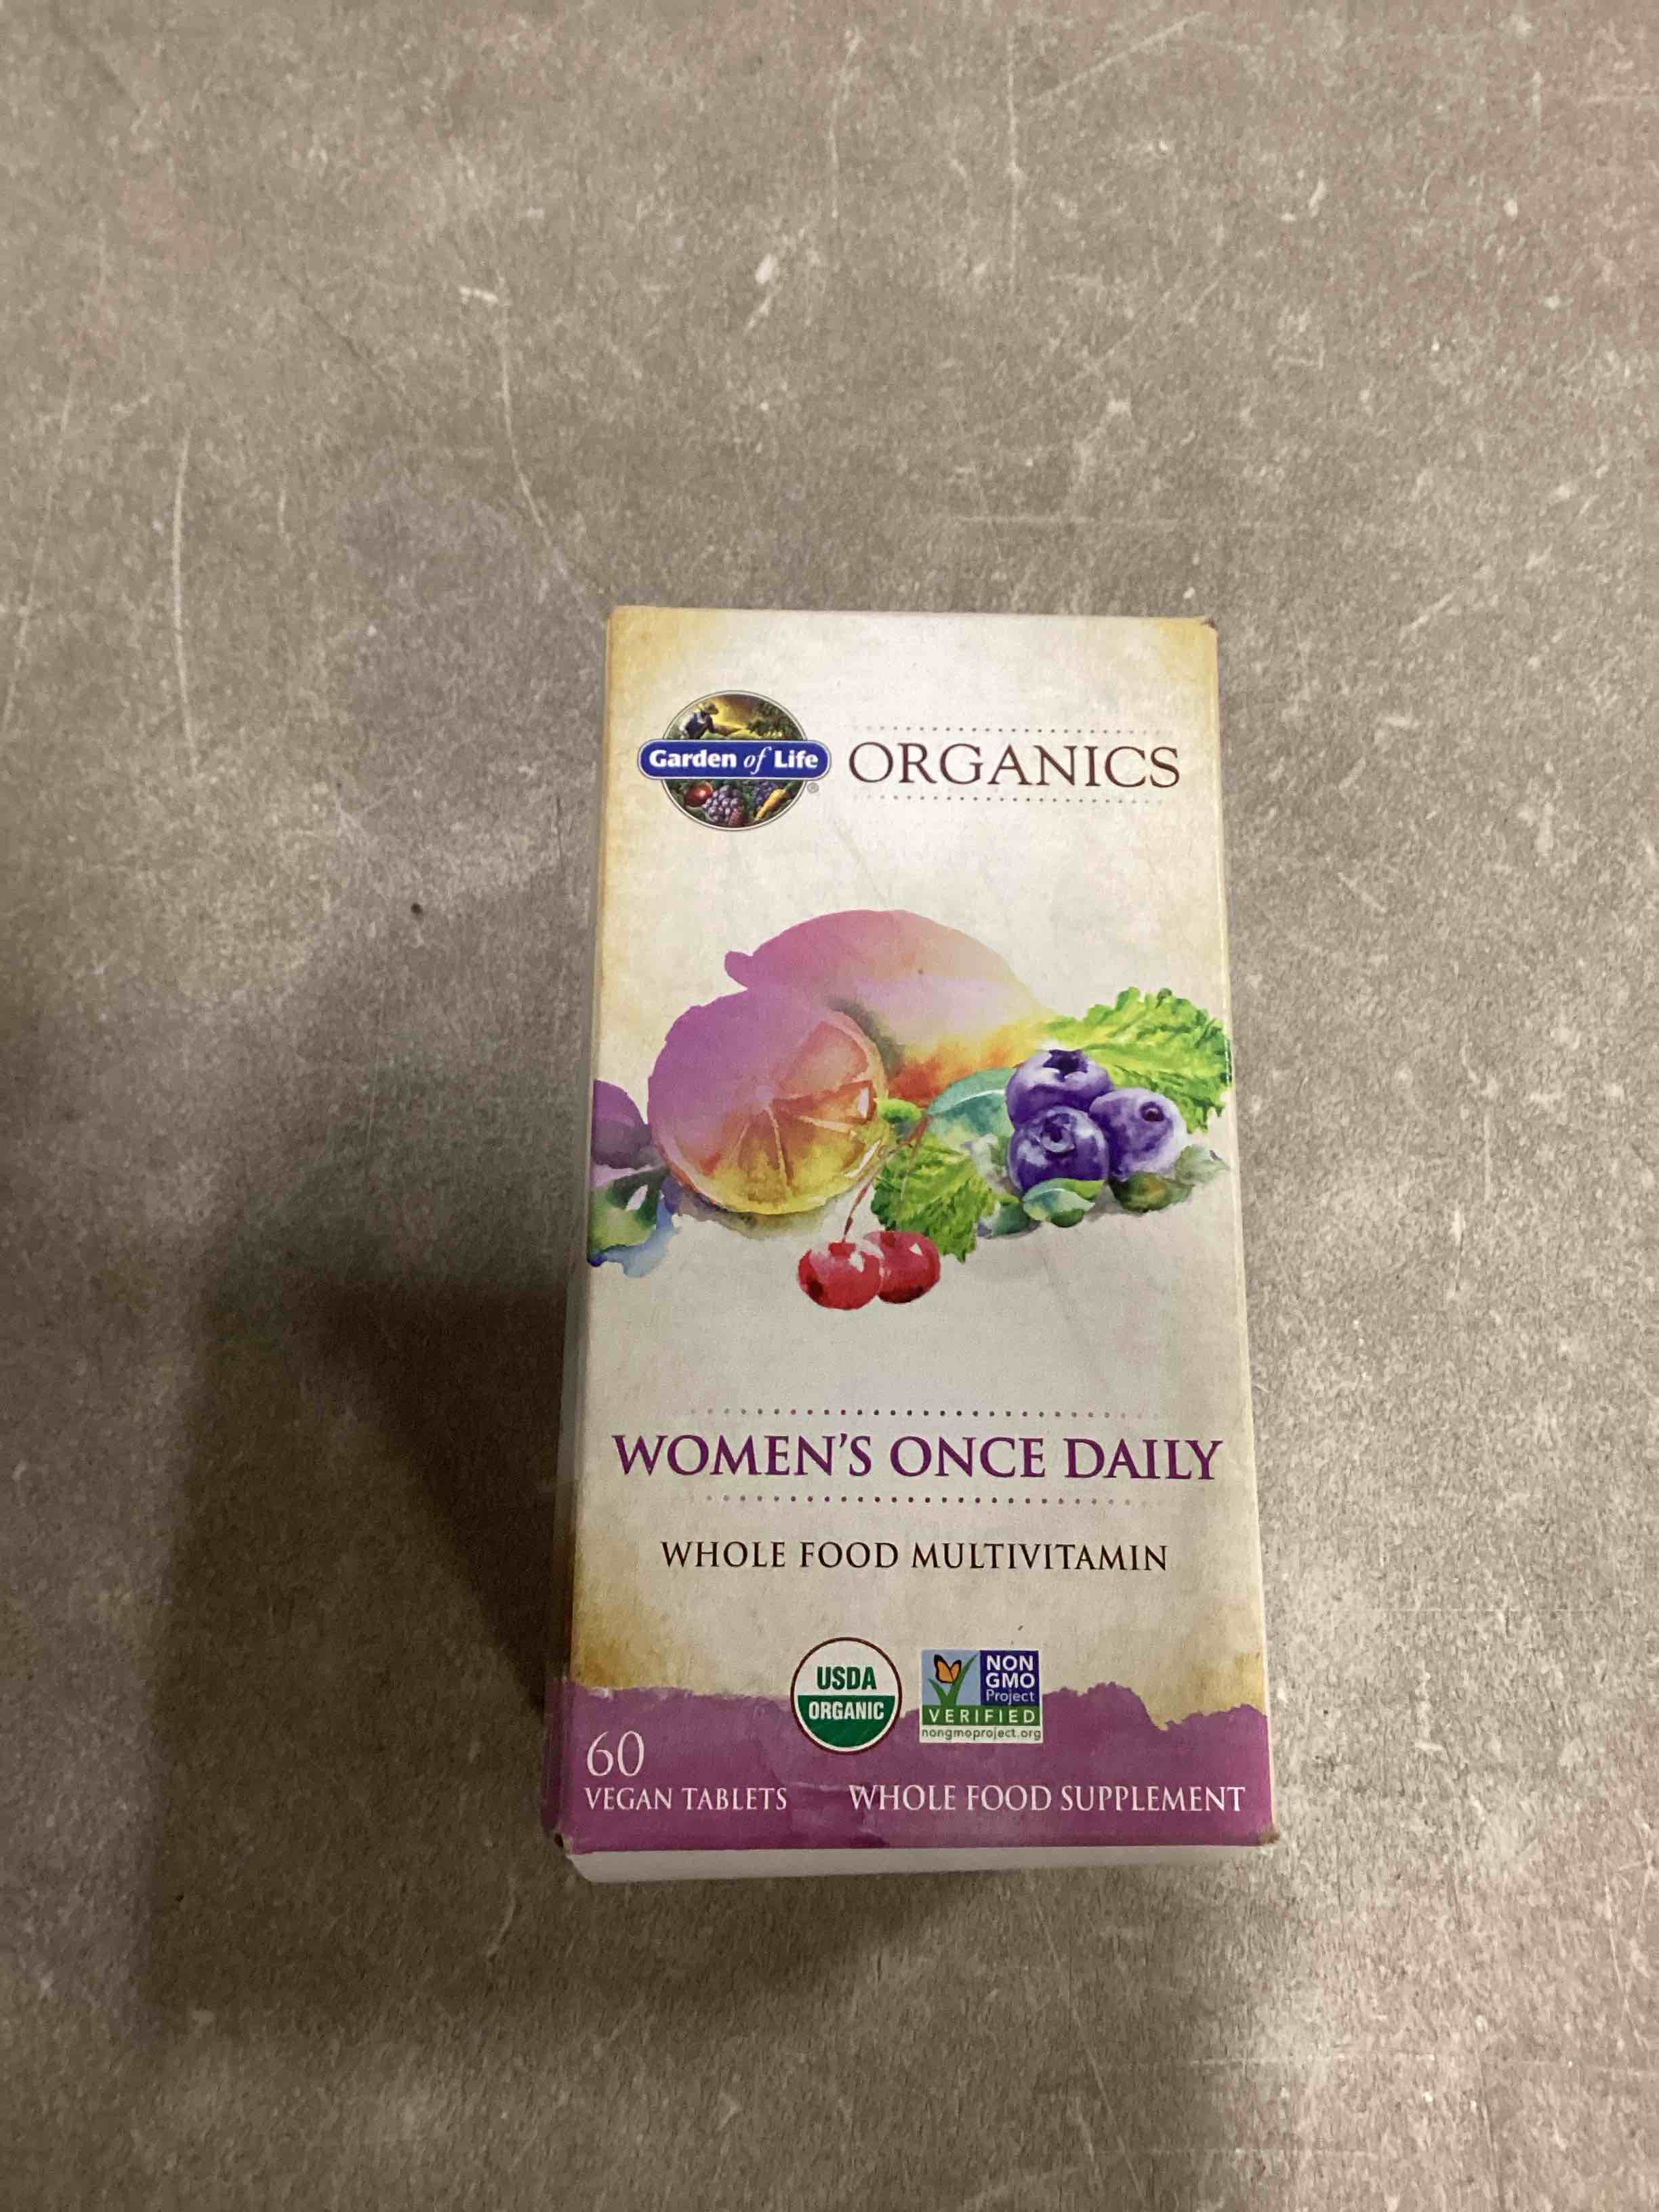 Garden of Life®
ORGANICS
WOMEN'S ONCE DAILY
WHOLE FOOD MULTIVITAMIN
USDA
ORGANIC
NON
GMO
Project
VERIFIED
nongmoproject.org
60
VEGAN TABLETS
WHOLE FOOD SUPPLEMENT